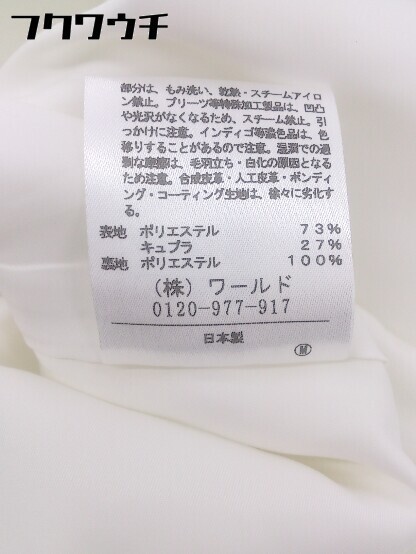 フクウウチ
部分は、もみ洗い、乾熱・スチームアイロ
ン禁止。プリーツ等特殊加工製品は、凹凸
や光沢がなくなるため、スチーム禁止。引
っかけに注意。インディゴ等濃色品は、色
移りすることがあるので注意。湿潤での過
剰な摩擦は、毛羽立ち・白化の原因となる
ため注意。合成皮革・人工皮革・ボンディ
ング・コーティング生地は、徐々に劣化す
る。
表地 ポリエステル 73%
キュプラ 27%
裏地 ポリエステル 100%
(株) ワールド
0120-977-917
日本製
M